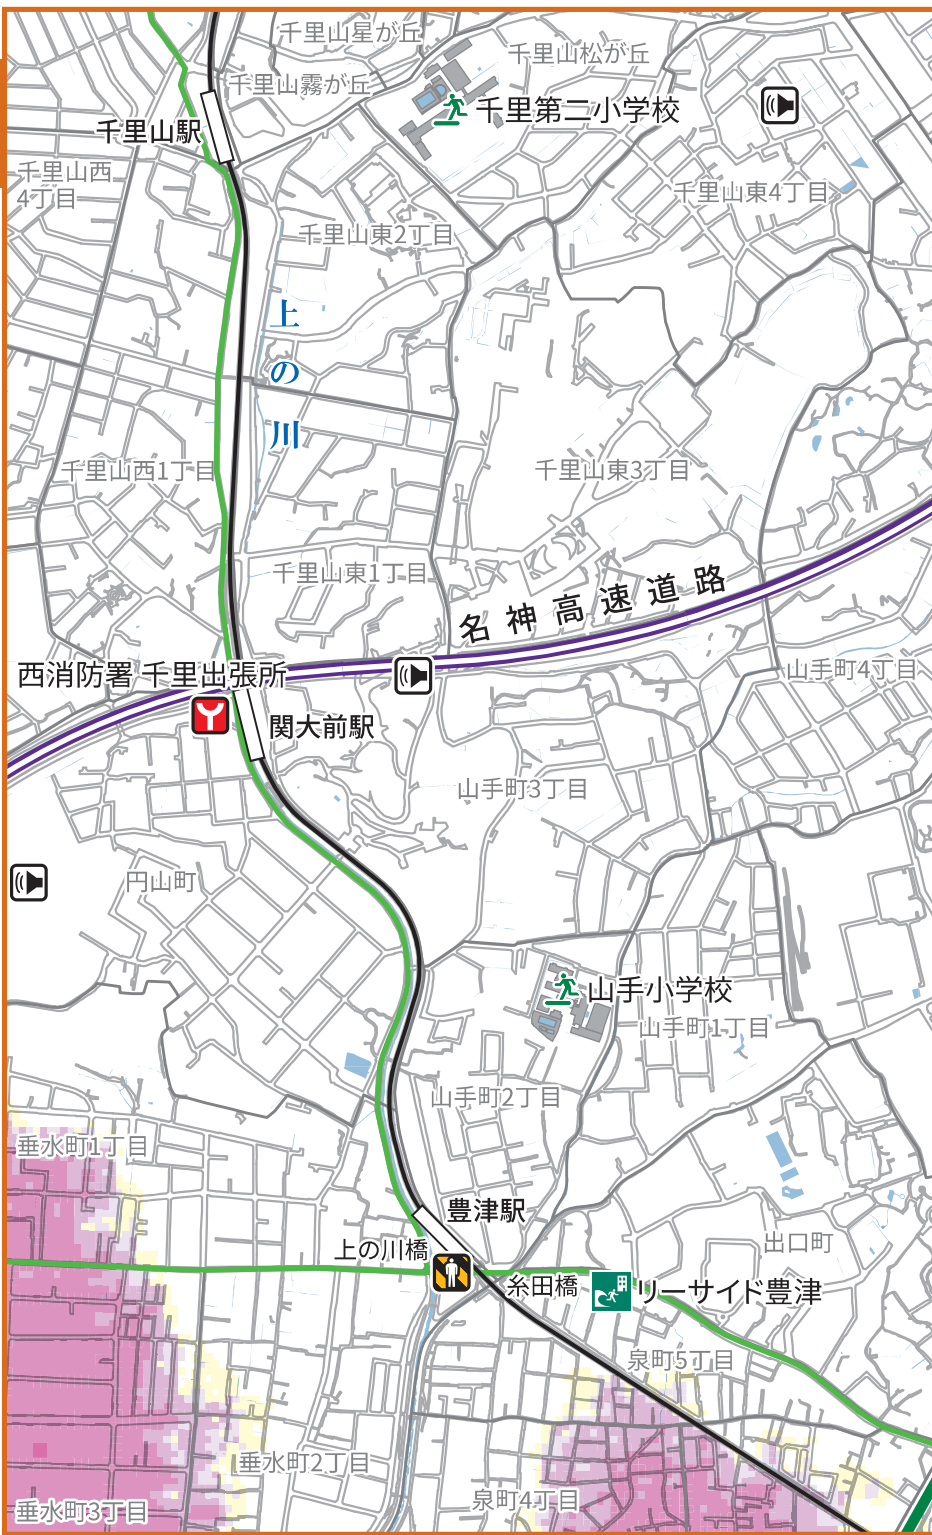 千里山星が丘
千里山松が丘
千里山霧が丘
千里第二小学校
千里山駅
千里山西
4丁目
千里山東4丁目
千里山東2丁目
上の川
千里山西1丁目
千里山東3丁目
千里山東1丁目
名神高速道路
西消防署 千里出張所
山手町4丁目
関大前駅
山手町3丁目
円山町
山手小学校
山手町1丁目
山手町2丁目
垂水町1丁目
豊津駅
上の川橋
出口町
糸田橋
リーサイド豊津
泉町5丁目
垂水町2丁目
泉町4丁目
垂水町3丁目